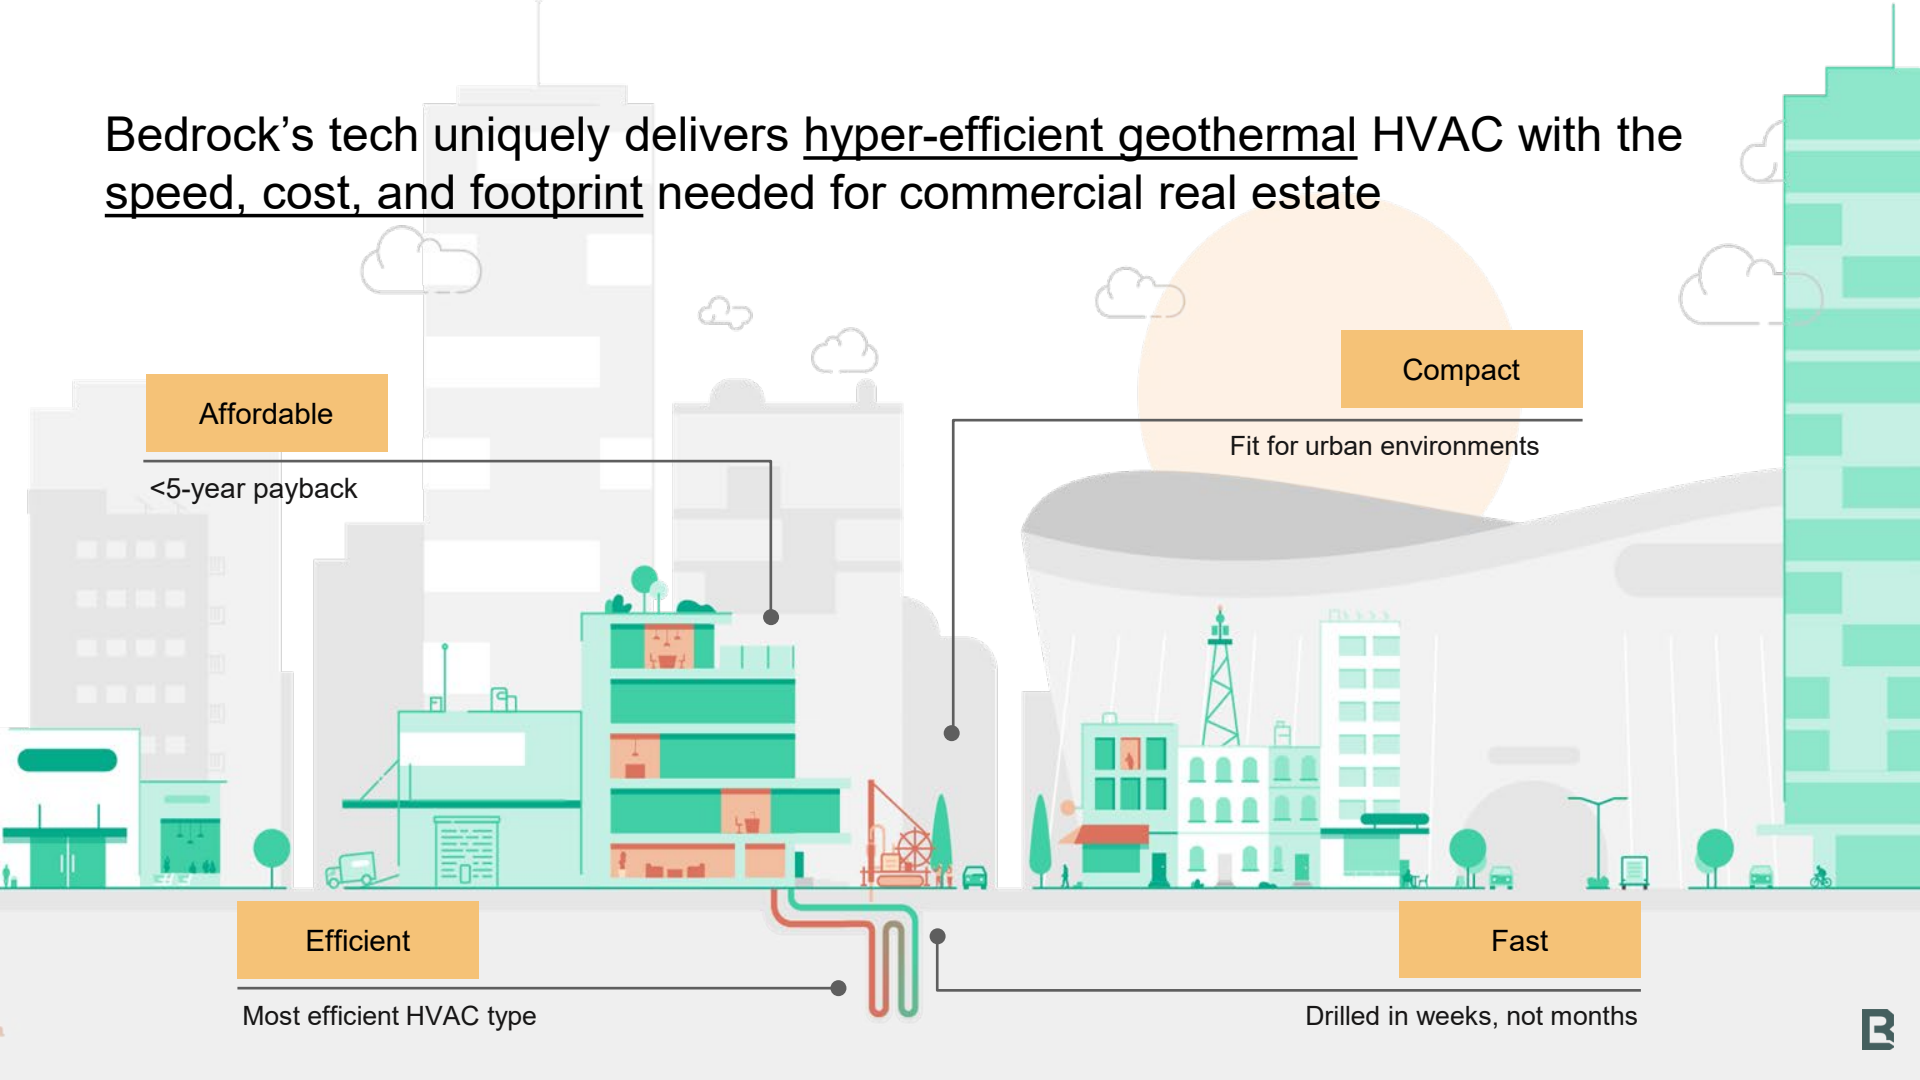 Bedrock’s tech uniquely delivers hyper-efficient geothermal HVAC with the
speed, cost, and footprint needed for commercial real estate
Compact
Fit for urban environments
Affordable
<5-year payback
Efficient
Most efficient HVAC type
Fast
Drilled in weeks, not months